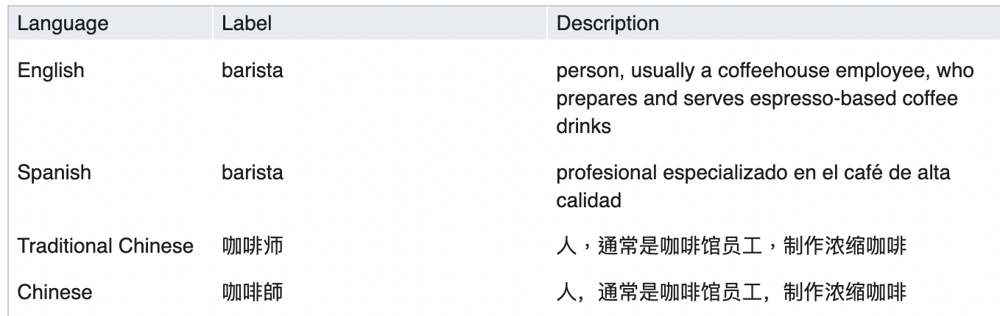 Language Label Description
English barista person, usually a coffeehouse employee, who
prepares and serves espresso-based coffee
drinks
Spanish barista profesional especializado en el café de alta
calidad
Traditional Chinese 咖啡师 人，通常是咖啡馆员工，制作浓缩咖啡
Chinese 咖啡師 人，通常是咖啡馆员工，制作浓缩咖啡